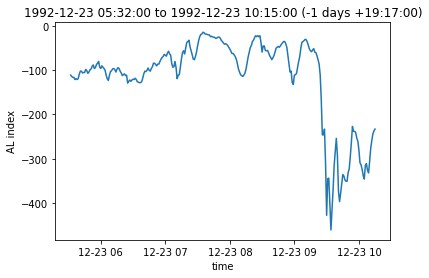 1992-12-23 05:32:00 to 1992-12-23 10:15:00 (-1 days +19:17:00)
0
−100
−200
−300
−400
AL index
12-23 06 12-23 07 12-23 08 12-23 09 12-23 10
time